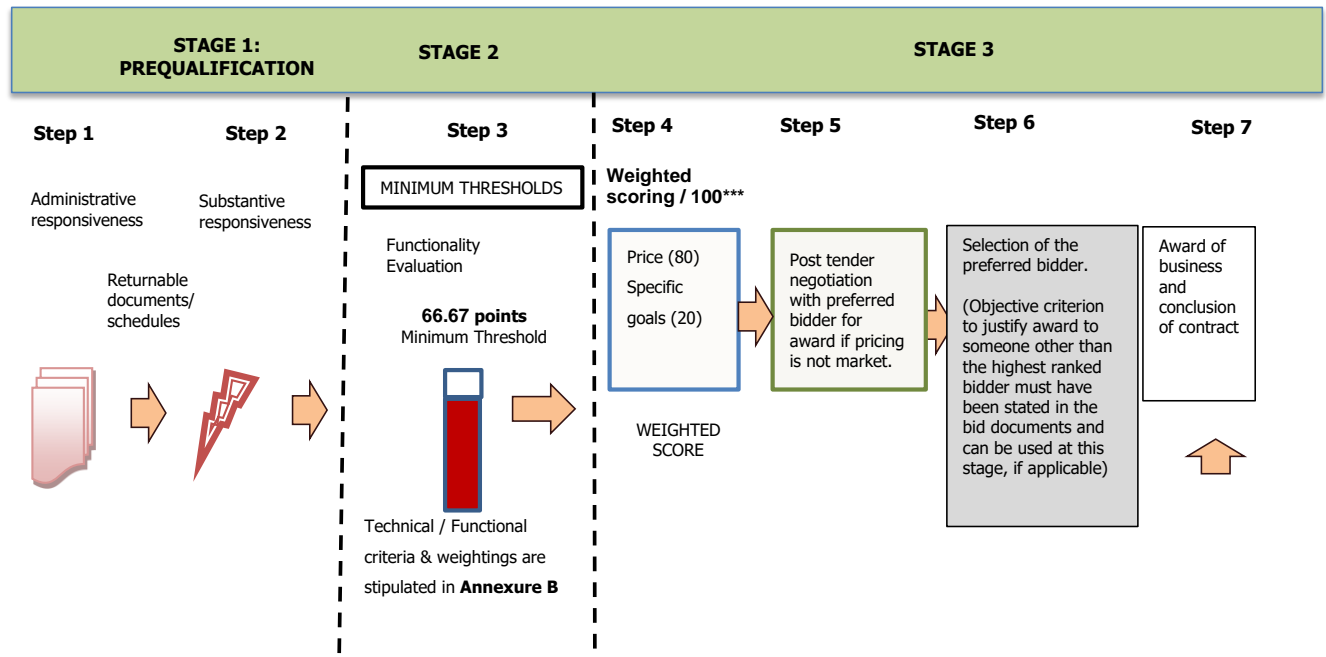 STAGE 1:
PREQUALIFICATION
STAGE 2
STAGE 3
Step 1
Administrative
responsiveness
Step 2
Substantive
responsiveness
Returnable
documents/
schedules
Step 3
MINIMUM THRESHOLDS
Functionality
Evaluation
66.67 points
Minimum Threshold
Technical / Functional
criteria & weightings are
stipulated in Annexure B
Step 4
Weighted
scoring / 100***
Price (80)
Specific
goals (20)
WEIGHTED
SCORE
Step 5
Post tender
negotiation
with preferred
bidder for
award if pricing
is not market.
Step 6
Selection of the
preferred bidder.
(Objective criterion
to justify award to
someone other than
the highest ranked
bidder must have
been stated in the
bid documents and
can be used at this
stage, if applicable)
Step 7
Award of
business
and
conclusion
of contract